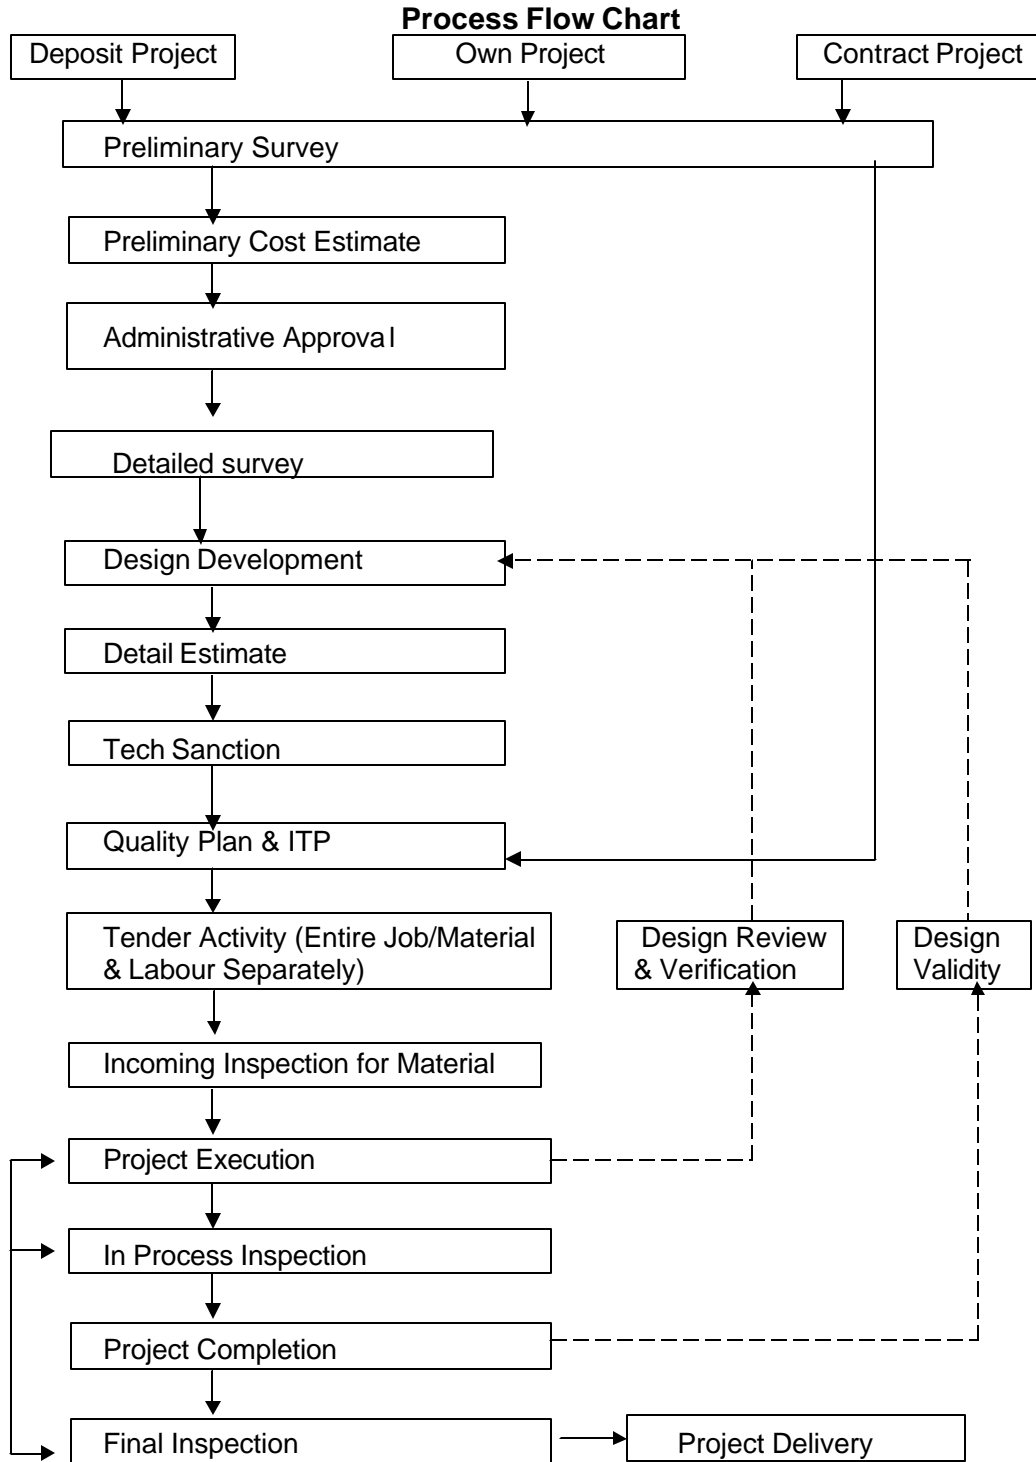 Process Flow Chart
Deposit Project
Own Project
Contract Project
Preliminary Survey
Preliminary Cost Estimate
Administrative Approval
Detailed survey
Design Development
Detail Estimate
Tech Sanction
Quality Plan & ITP
Tender Activity (Entire Job/Material
& Labour Separately)
Design Review
& Verification
Design
Validity
Incoming Inspection for Material
Project Execution
In Process Inspection
Project Completion
Final Inspection
Project Delivery